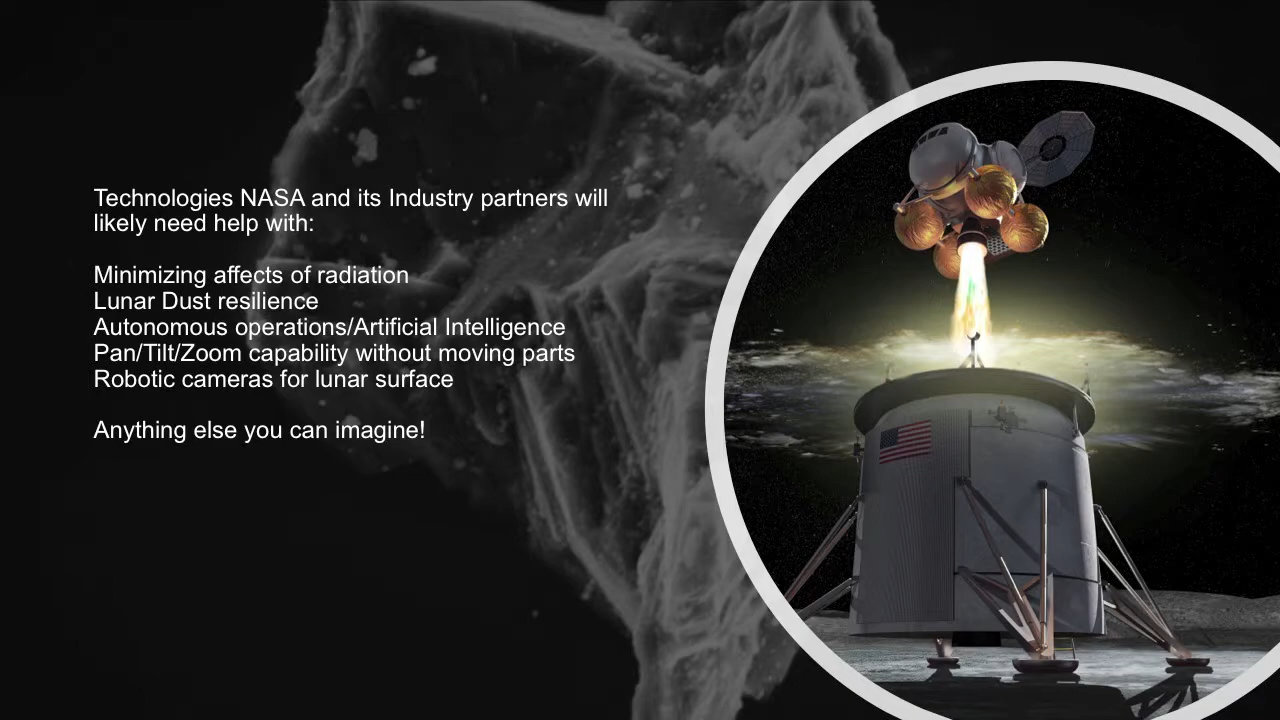 Technologies NASA and its Industry partners will
likely need help with:
Minimizing affects of radiation
Lunar Dust resilience
Autonomous operations/Artificial Intelligence
Pan/Tilt/Zoom capability without moving parts
Robotic cameras for lunar surface
Anything else you can imagine!